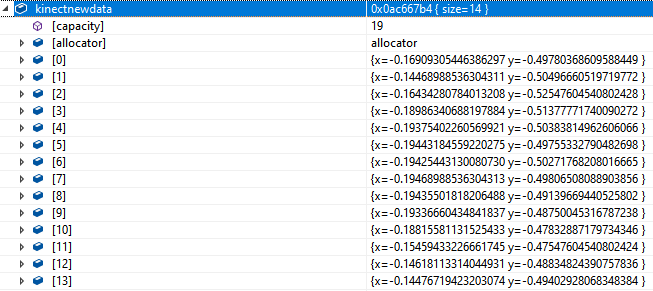 kinectnewdata 0x0ac667b4 { size=14 }
[capacity] 19
[allocator] allocator
[0] {x=-0.16909305446386297 y=-0.49780368609588449 }
[1] {x=-0.14468988536304311 y=-0.50496660519719772 }
[2] {x=-0.16434280784013208 y=-0.52547604540802428 }
[3] {x=-0.18986340688197884 y=-0.51377771740090272 }
[4] {x=-0.19375402260569921 y=-0.50383814962606066 }
[5] {x=-0.19443184559220275 y=-0.49755332790482698 }
[6] {x=-0.19425443130080730 y=-0.50271768208016665 }
[7] {x=-0.19468988536304313 y=-0.49806508088903856 }
[8] {x=-0.19435501818206488 y=-0.49139669440525802 }
[9] {x=-0.19336660434841837 y=-0.48750045316787238 }
[10] {x=-0.18815581131525433 y=-0.47832887179734346 }
[11] {x=-0.15459433226661745 y=-0.47547604540802424 }
[12] {x=-0.14618113314044931 y=-0.48834824390757836 }
[13] {x=-0.14476719423203074 y=-0.49402928068348384 }